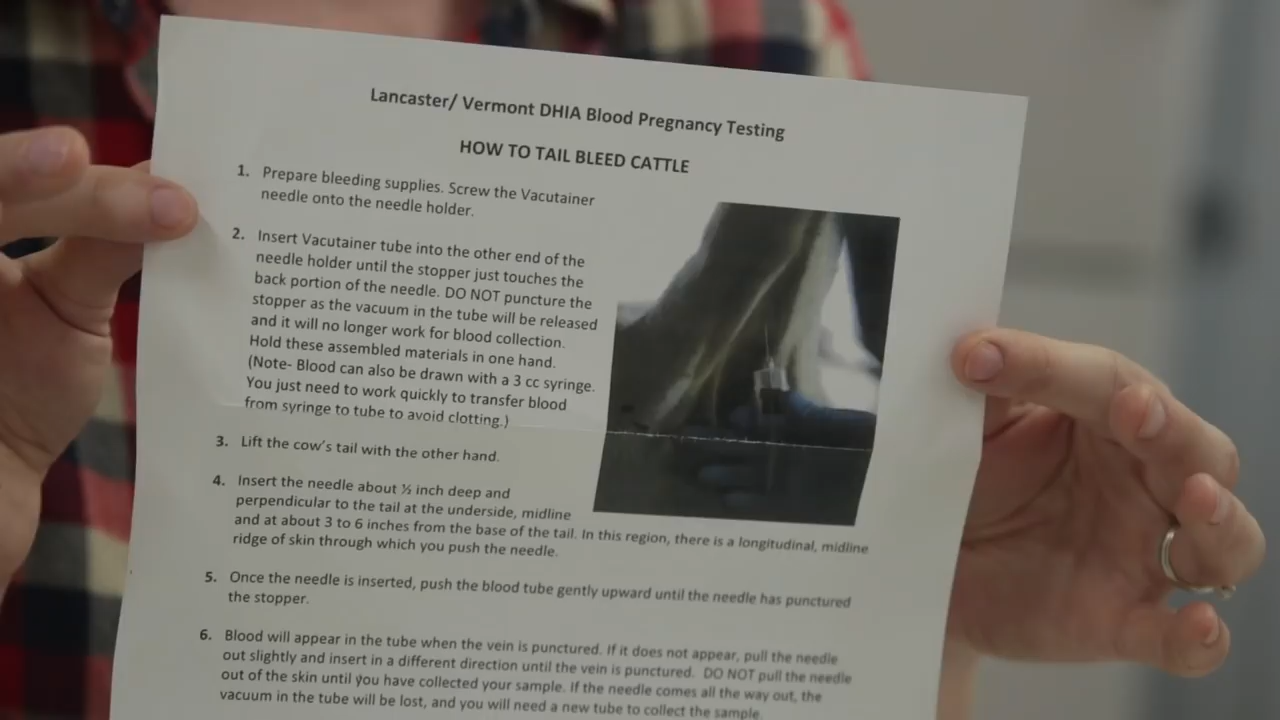 Lancaster/ Vermont DHIA Blood Pregnancy Testing
HOW TO TAIL BLEED CATTLE
1. Prepare bleeding supplies. Screw the Vacutainer
needle onto the needle holder.
2. Insert Vacutainer tube into the other end of the
needle holder until the stopper just touches the
back portion of the needle. DO NOT puncture the
stopper as the vacuum in the tube will be released
and it will no longer work for blood collection.
Hold these assembled materials in one hand.
(Note- Blood can also be drawn with a 3 cc syringe.
You just need to work quickly to transfer blood
from syringe to tube to avoid clotting.)
3. Lift the cow's tail with the other hand.
4. Insert the needle about ½ inch deep and
perpendicular to the tail at the underside, midline
and at about 3 to 6 inches from the base of the tail. In this region, there is a longitudinal, midline
ridge of skin through which you push the needle.
5. Once the needle is inserted, push the blood tube gently upward until the needle has punctured
the stopper.
6. Blood will appear in the tube when the vein is punctured. If it does not appear, pull the needle
out slightly and insert in a different direction until the vein is punctured. DO NOT pull the needle
out of the skin until you have collected your sample. If the needle comes all the way out, the
vacuum in the tube will be lost, and you will need a new tube to collect the sample.